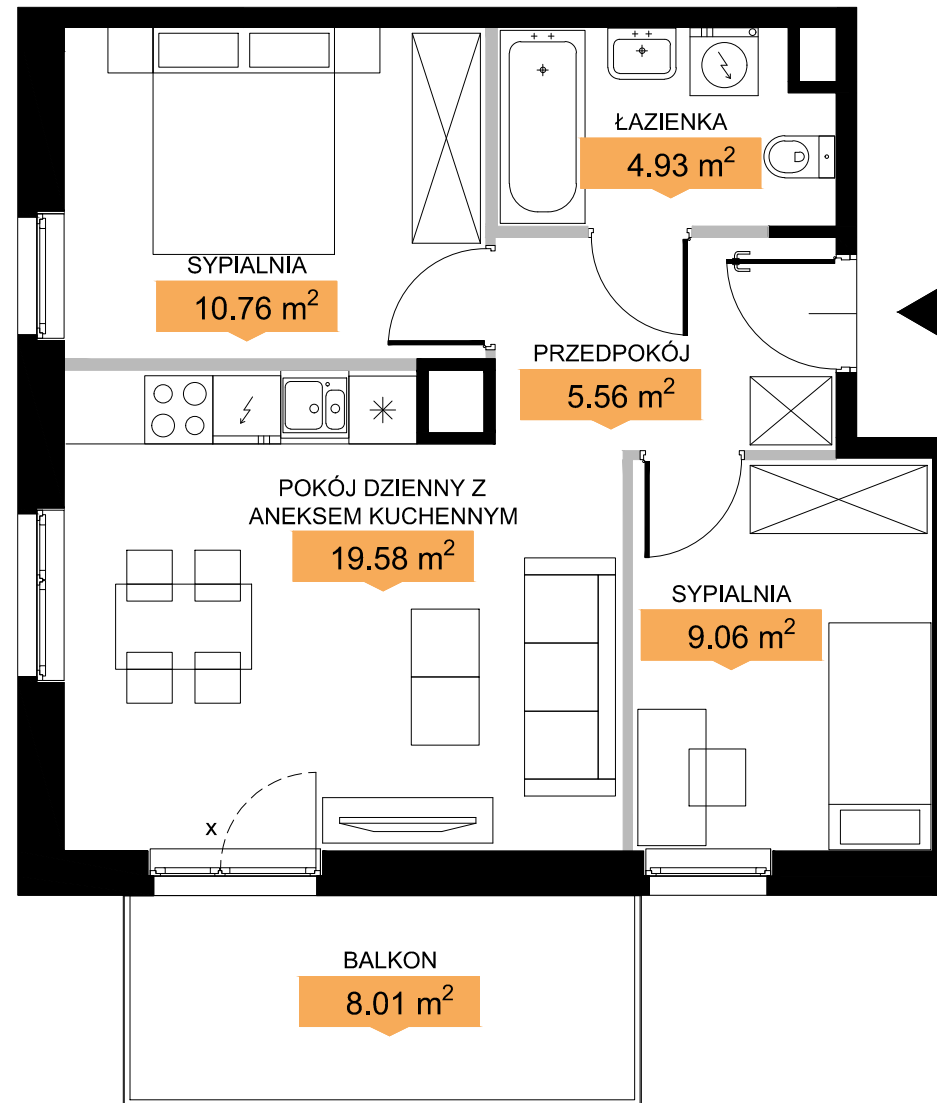 ŁAZIENKA
4.93 m²
SYPIALNIA
10.76 m²
PRZEDPOKÓJ
5.56 m²
POKÓJ DZIENNY Z
ANEKSEM KUCHENNYM
19.58 m²
SYPIALNIA
9.06 m²
x
BALKON
8.01 m²